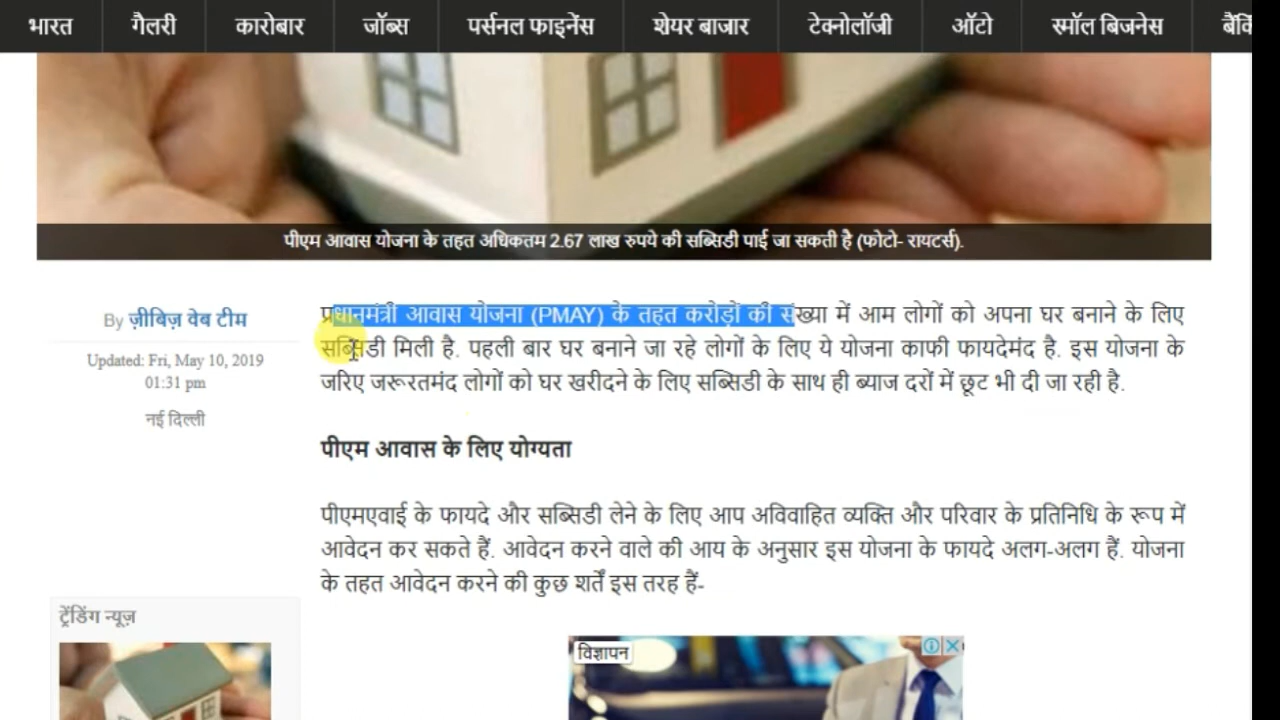 भारत गैलरी कारोबार जॉब्स पर्सनल फाइनेंस शेयर बाजार टेक्नोलॉजी ऑटो स्मॉल बिजनेस
पीएम आवास योजना के तहत अधिकतम 2.67 लाख रुपये की सब्सिडी पाई जा सकती है (फोटो- रायटर्स).
By ज़ीबिज़ वेब टीम
Updated: Fri, May 10, 2019
01:31 pm
नई दिल्ली
प्रधानमंत्री आवास योजना (PMAY) के तहत करोड़ों की संख्या में आम लोगों को अपना घर बनाने के लिए
सब्सिडी मिली है. पहली बार घर बनाने जा रहे लोगों के लिए ये योजना काफी फायदेमंद है. इस योजना के
जरिए जरूरतमंद लोगों को घर खरीदने के लिए सब्सिडी के साथ ही ब्याज दरों में छूट भी दी जा रही है.
पीएम आवास के लिए योग्यता
पीएमएवाई के फायदे और सब्सिडी लेने के लिए आप अविवाहित व्यक्ति और परिवार के प्रतिनिधि के रूप में
आवेदन कर सकते हैं. आवेदन करने वाले की आय के अनुसार इस योजना के फायदे अलग-अलग हैं. योजना
के तहत आवेदन करने की कुछ शर्तें इस तरह हैं-
ट्रेंडिंग न्यूज़
विज्ञापन